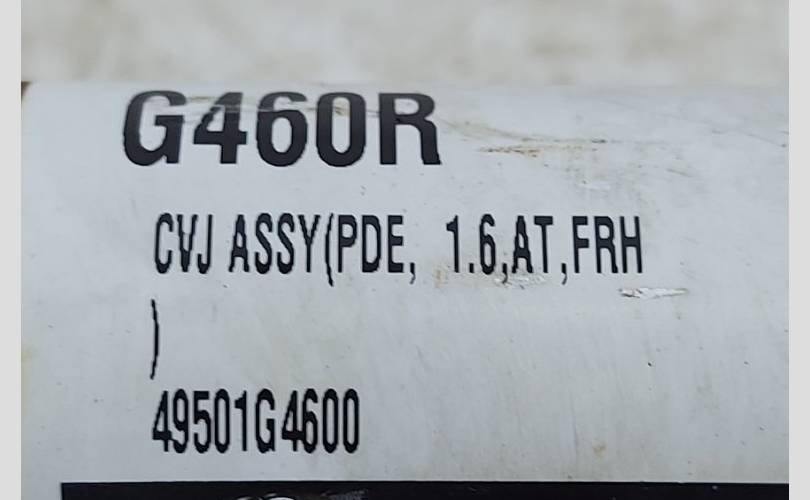 G460R
CVJ ASSY(PDE, 1.6,AT,FRH
)
49501G4600